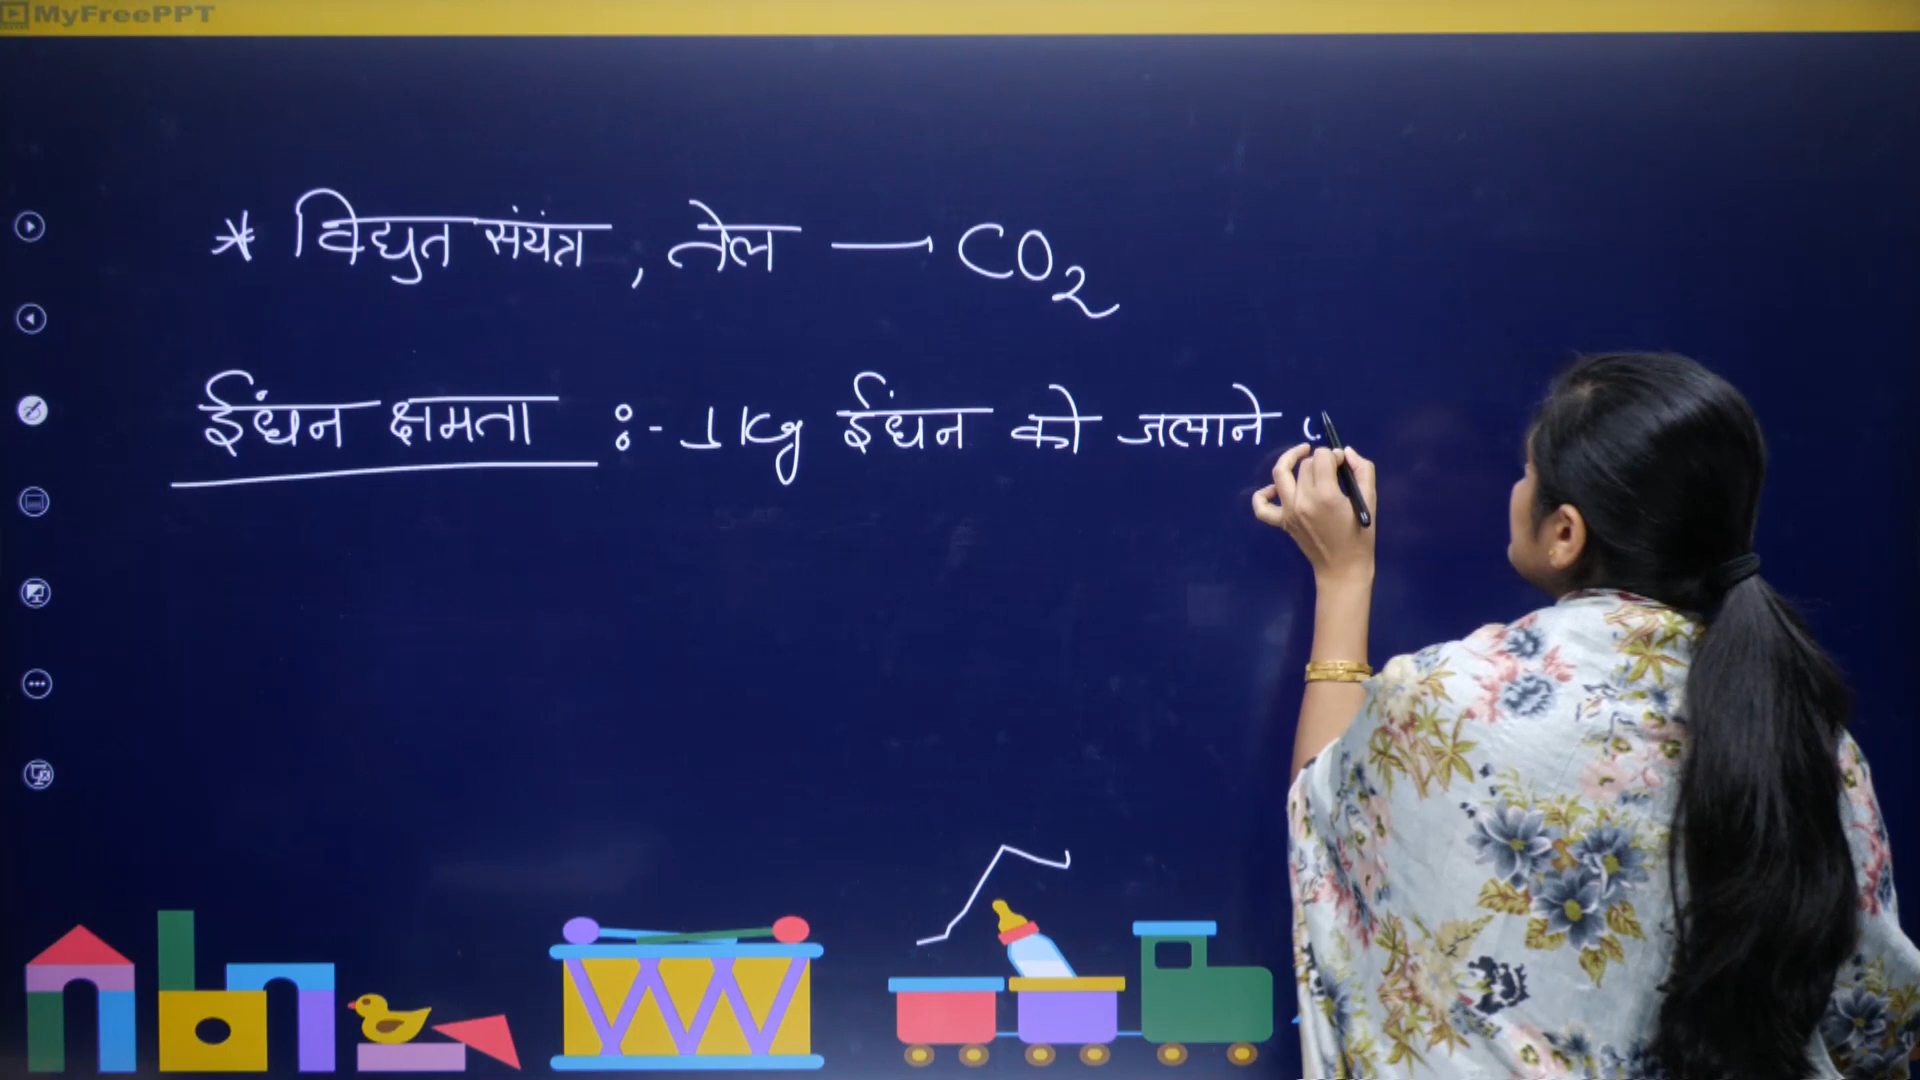 MyFreePPT
* विद्युत संयंत्र, तेल — CO₂
ईंधन क्षमता :- 1 Kg ईंधन को जलाने